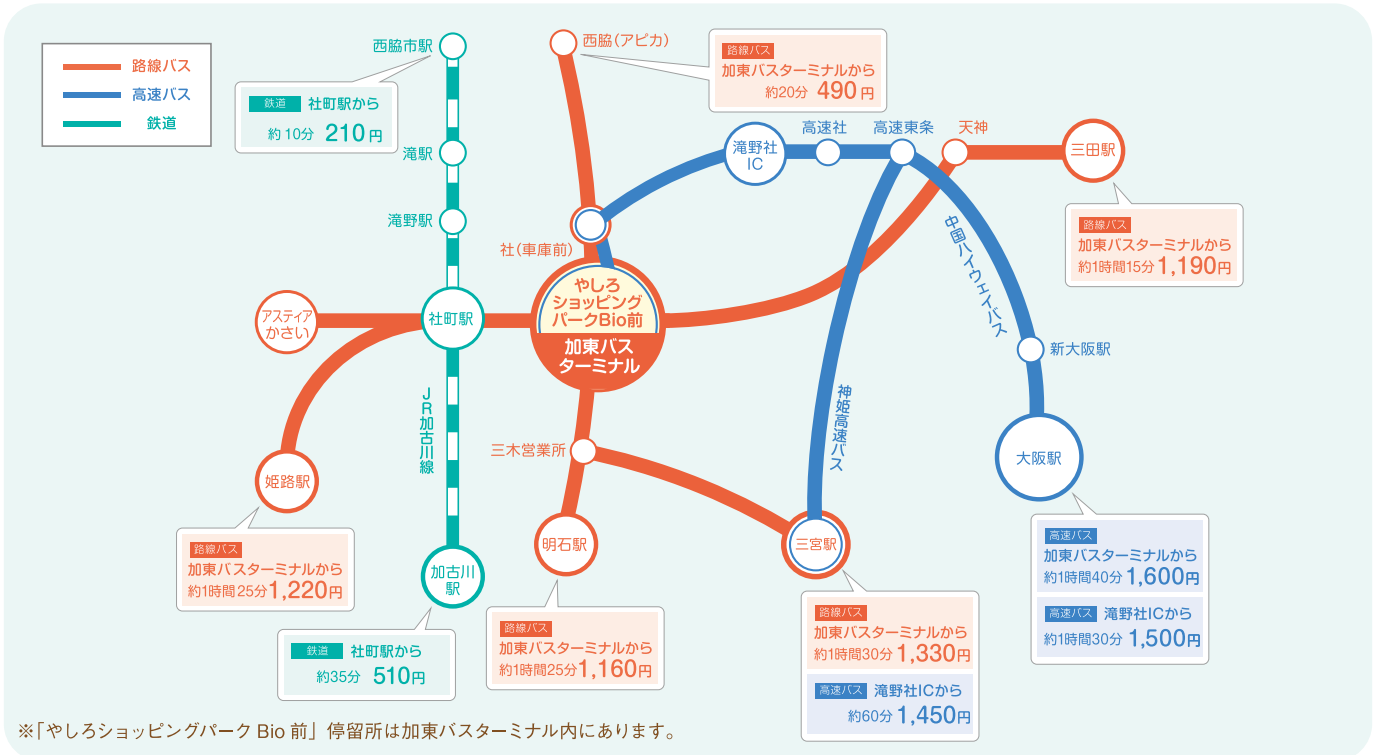 路線バス
高速バス
鉄道
西脇市駅
鉄道 社町駅から
約10分 210円
滝駅
滝野駅
西脇(アピカ)
路線バス
加東バスターミナルから
約20分 490円
滝野社
IC
高速社
高速東条
天神
三田駅
路線バス
加東バスターミナルから
約1時間15分 1,190円
社(車庫前)
やしろ
ショッピング
パークBio前
加東バス
ターミナル
アスティア
かさい
社町駅
中国ハイウェイバス
新大阪駅
JR加古川線
神姫高速バス
三木営業所
大阪駅
姫路駅
明石駅
三宮駅
加古川
駅
路線バス
加東バスターミナルから
約1時間25分 1,220円
鉄道 社町駅から
約35分 510円
路線バス
加東バスターミナルから
約1時間25分 1,160円
路線バス
加東バスターミナルから
約1時間30分 1,330円
高速バス 滝野社ICから
約60分 1,450円
高速バス
加東バスターミナルから
約1時間40分 1,600円
高速バス 滝野社ICから
約1時間30分 1,500円
※「やしろショッピングパーク Bio 前」停留所は加東バスターミナル内にあります。